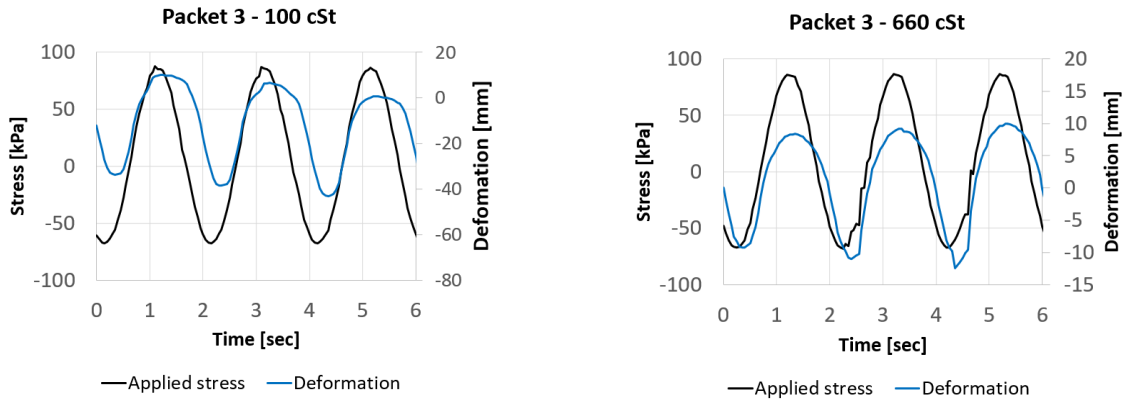 Packet 3 - 100 cSt
Stress [kPa]
100
50
0
-50
-100
20
0
-20
-40
-60
-80
Defomation [mm]
0 1 2 3 4 5 6
Time [sec]
Applied stress Deformation
Packet 3 - 660 cSt
Stress [kPa]
100
50
0
-50
-100
20
15
10
5
0
-5
-10
-15
Deformation [mm]
0 1 2 3 4 5 6
Time [sec]
Applied stress Deformation